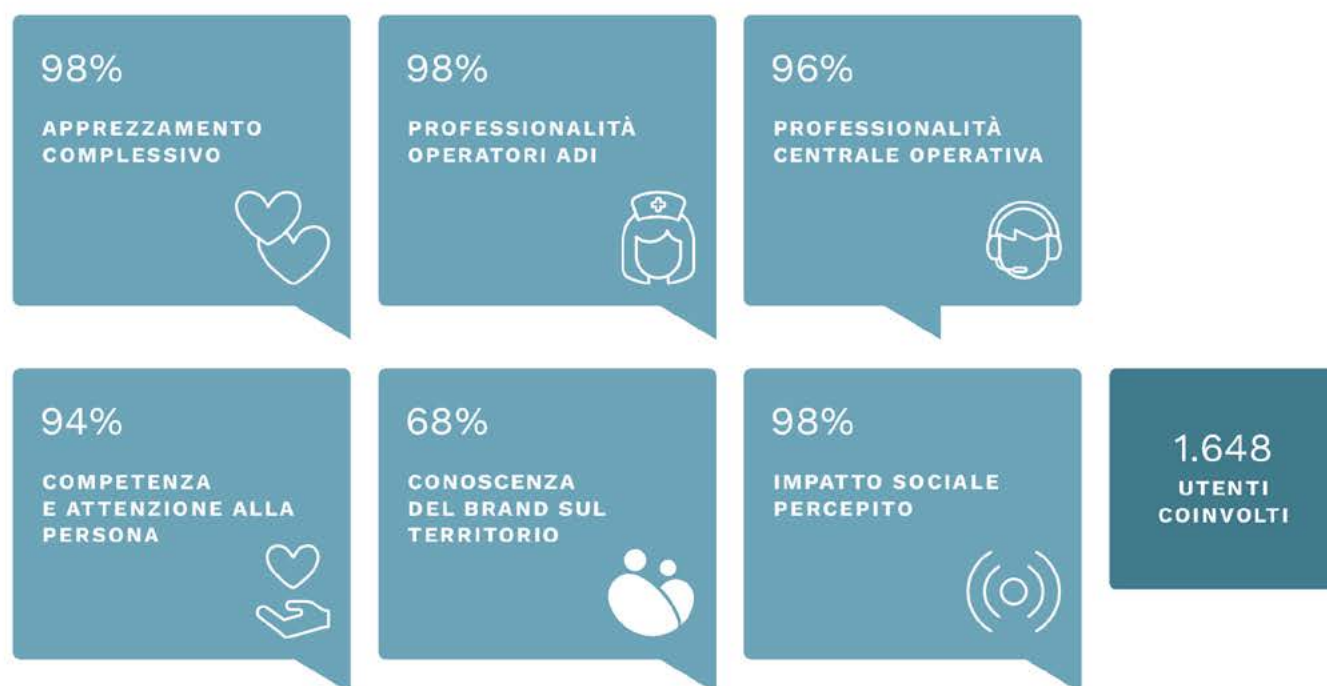 98%
APPREZZAMENTO
COMPLESSIVO
98%
PROFESSIONALITÀ
OPERATORI ADI
96%
PROFESSIONALITÀ
CENTRALE OPERATIVA
94%
COMPETENZA
E ATTENZIONE ALLA
PERSONA
68%
CONOSCENZA
DEL BRAND SUL
TERRITORIO
98%
IMPATTO SOCIALE
PERCEPITO
1.648
UTENTI
COINVOLTI